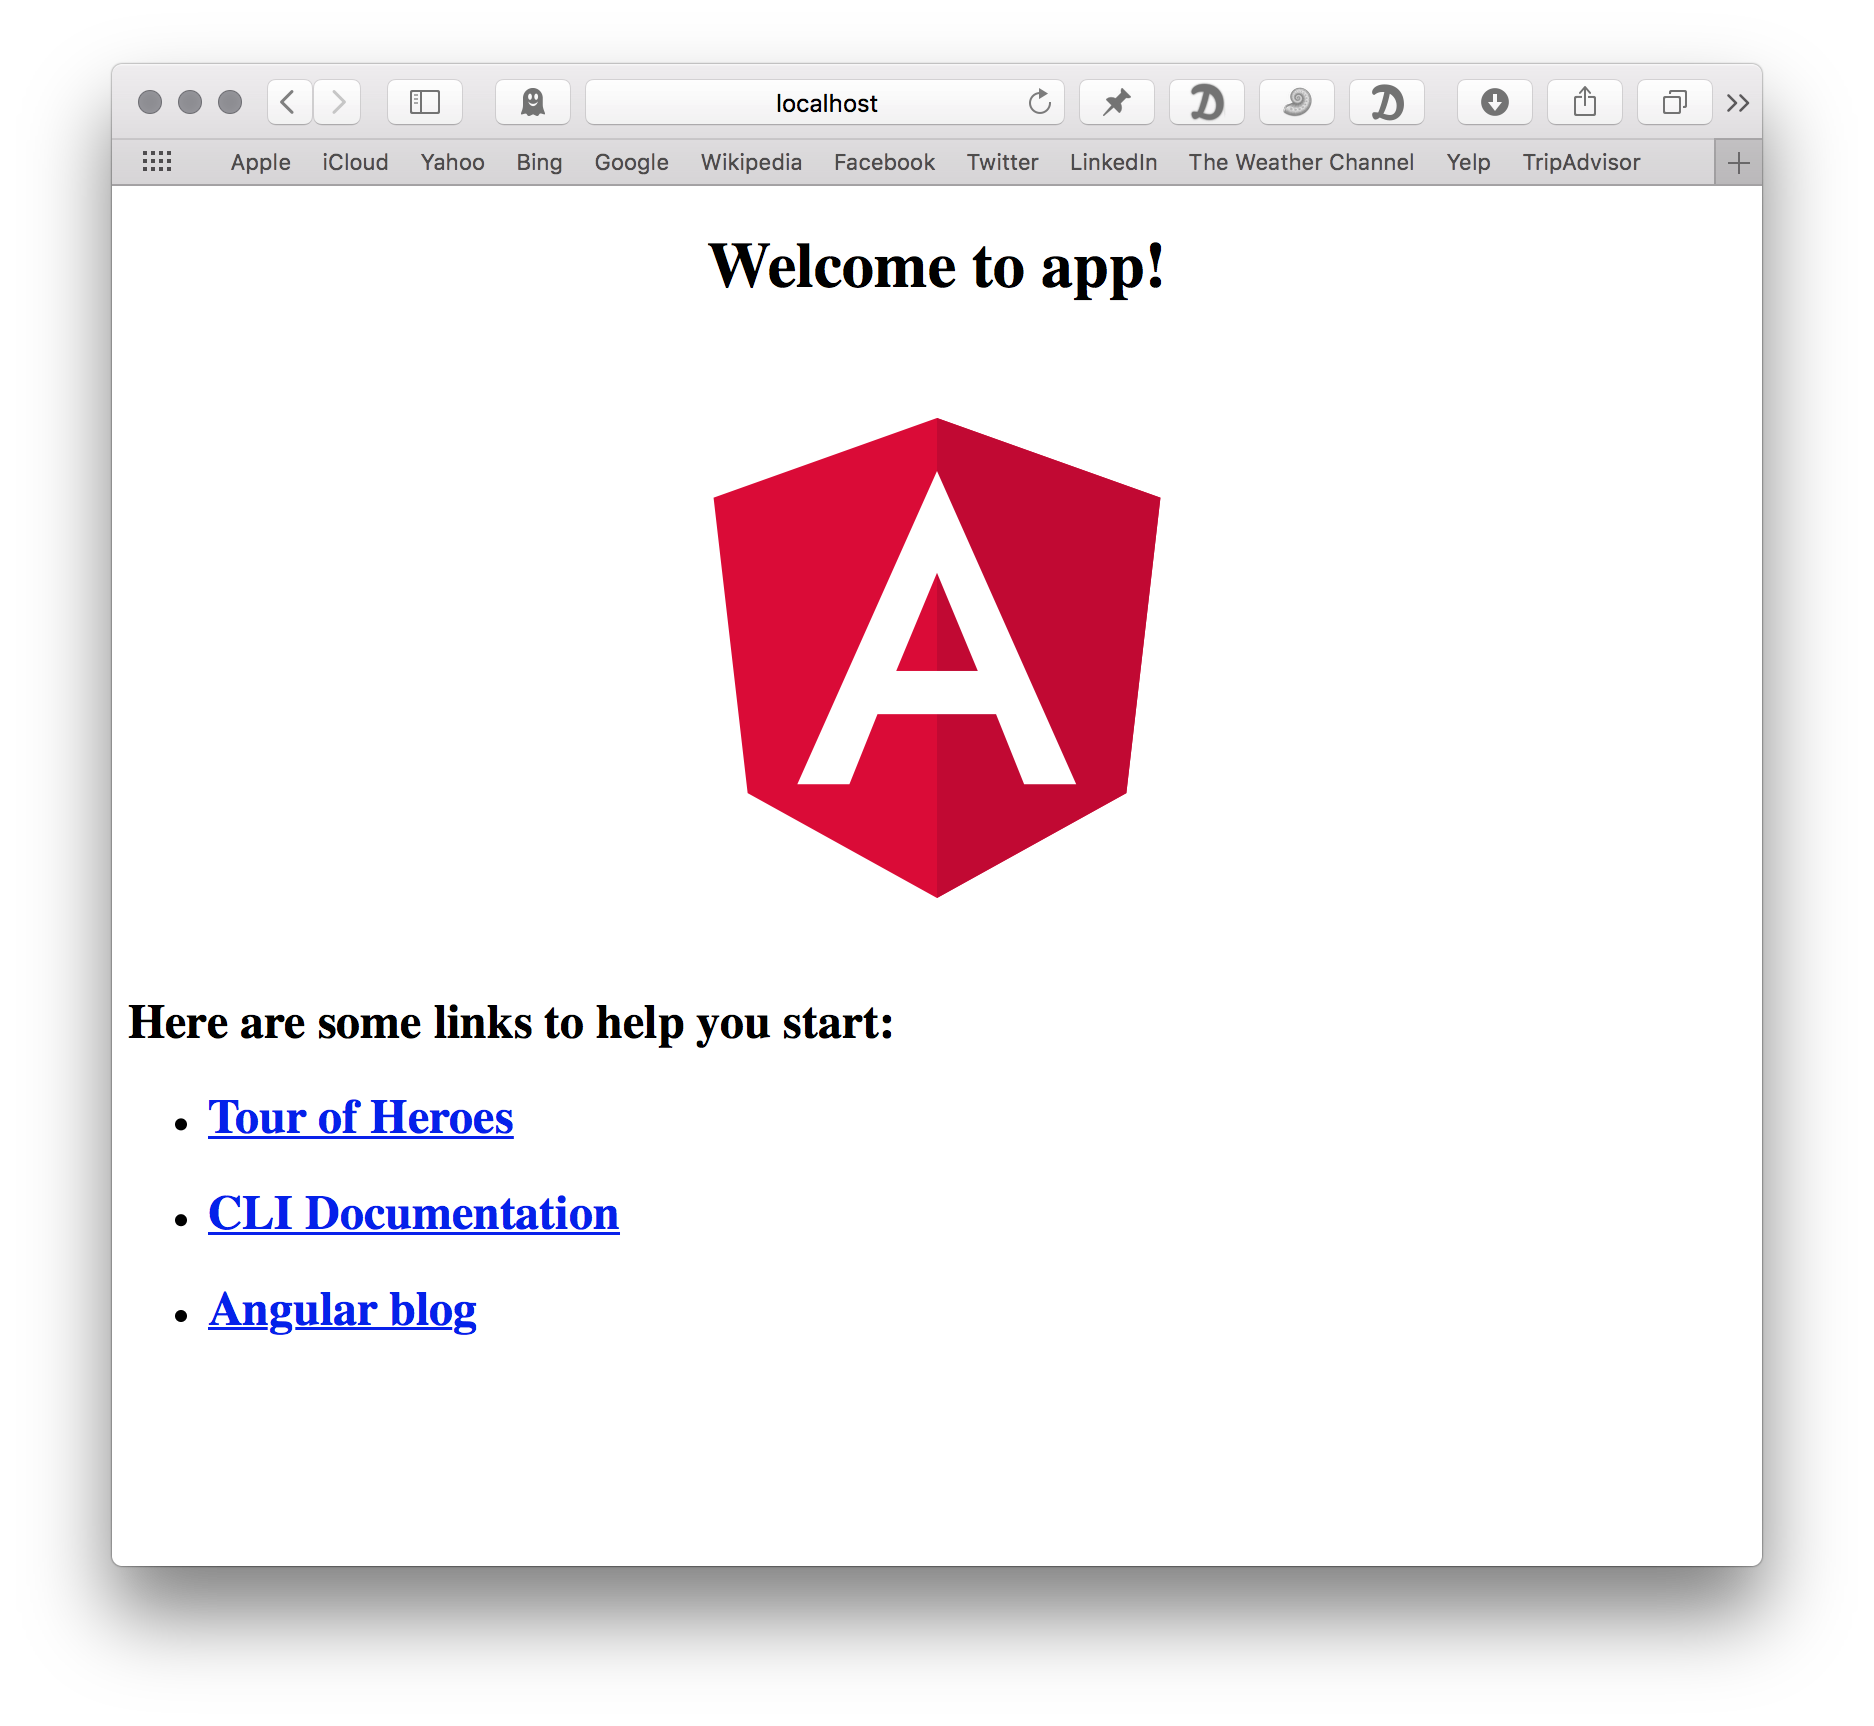 localhost
Apple iCloud Yahoo Bing Google Wikipedia Facebook Twitter LinkedIn The Weather Channel Yelp TripAdvisor
Welcome to app!
A
Here are some links to help you start:
Tour of Heroes
CLI Documentation
Angular blog